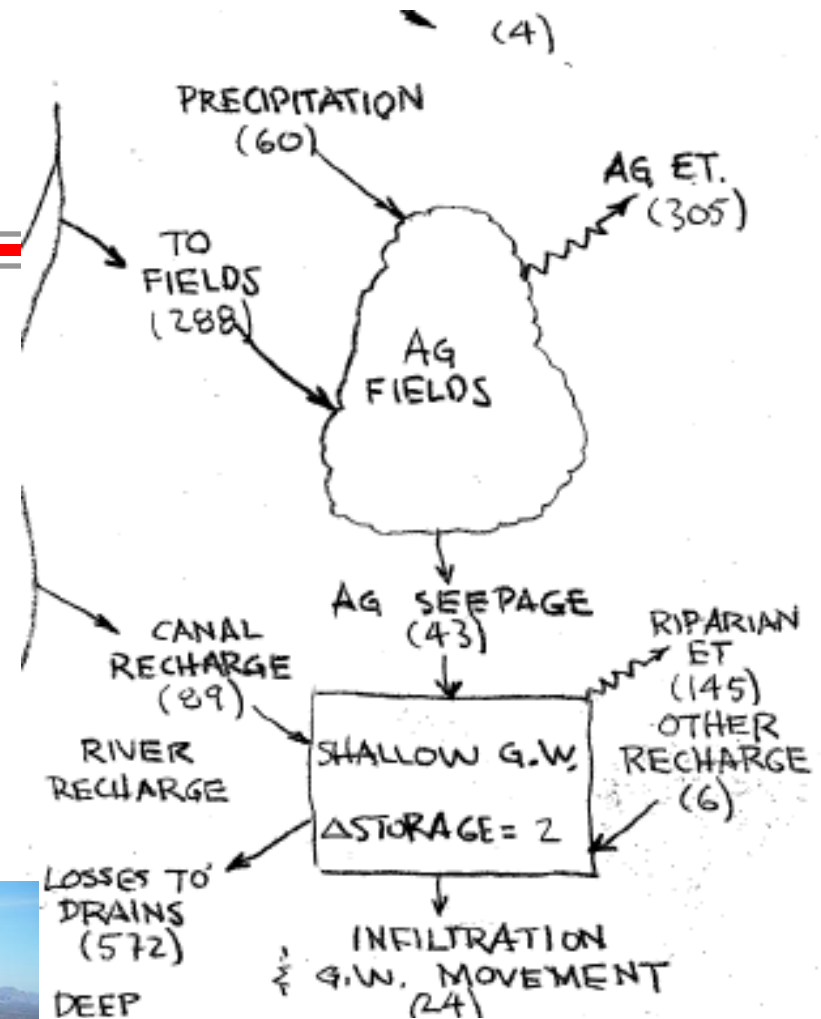 (4)
PRECIPITATION
(60)
AG ET.
(305)
TO
FIELDS
(288)
AG
FIELDS
AG SEEPAGE
(43)
CANAL
RECHARGE
(89)
RIPARIAN
ET
(145)
OTHER
RECHARGE
(6)
RIVER
RECHARGE
SHALLOW G.W.
ΔSTORAGE = 2
LOSSES TO
DRAINS
(572)
INFILTRATION
& G.W. MOVEMENT
(24)
DEEP